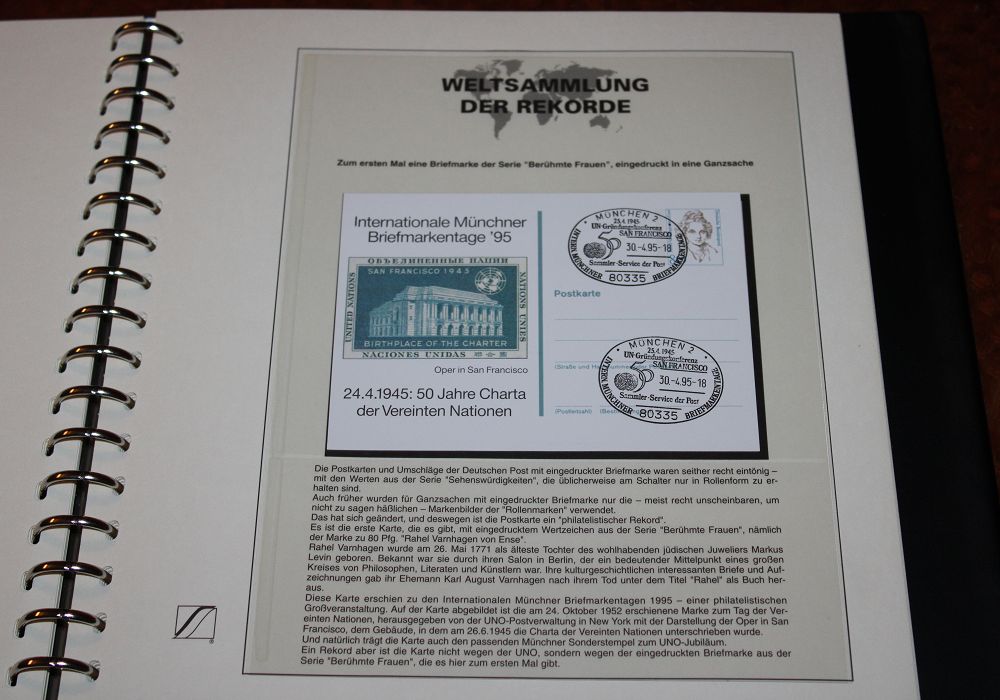 WELTSAMMLUNG
DER REKORDE
Zum ersten Mal eine Briefmarke der Serie "Berühmte Frauen", eingedruckt in eine Ganzsache
Internationale Münchner
Briefmarkentage '95
ОБЪЕДИНЕННЫЕ НАЦИИ
SAN FRANCISCO 1945
UNITED NATIONS
NATIONS UNIES
BIRTHPLACE OF THE CHARTER
NACIONES UNIDAS
Oper in San Francisco
24.4.1945: 50 Jahre Charta
der Vereinten Nationen
MÜNCHEN 2
25.4.1945
UN-Gründungskonferenz
SAN FRANCISCO
50
30.-4.95-18
Sammler-Service der Post
INTERN MÜNCHNER BRIEFMARKENTAGE
80335
Postkarte
MÜNCHEN 2
25.4.1945
UN-Gründungskonferenz
SAN FRANCISCO
50
30.-4.95-18
Sammler-Service der Post
INTERN MÜNCHNER BRIEFMARKENTAGE
80335
(Straße und
(Postleitzahl)
Die Postkarten und Umschläge der Deutschen Post mit eingedruckter Briefmarke waren seither recht eintönig –
mit den Werten aus der Serie "Sehenswürdigkeiten", die üblicherweise am Schalter nur in Rollenform zu er-
halten sind.
Auch früher wurden für Ganzsachen mit eingedruckter Briefmarke nur die – meist recht unscheinbaren, um
nicht zu sagen häßlichen – Markenbilder der "Rollenmarken" verwendet.
Das hat sich geändert, und deswegen ist die Postkarte ein "philatelistischer Rekord".
Es ist die erste Karte, die es gibt, mit eingedrucktem Wertzeichen aus der Serie "Berühmte Frauen", nämlich
der Marke zu 80 Pfg. "Rahel Varnhagen von Ense".
Rahel Varnhagen wurde am 26. Mai 1771 als älteste Tochter des wohlhabenden jüdischen Juweliers Markus
Levin geboren. Bekannt war sie durch ihren Salon in Berlin, der ein bedeutender Mittelpunkt eines großen
Kreises von Philosophen, Literaten und Künstlern war. Ihre kulturgeschichtlichen interessanten Briefe und Auf-
zeichnungen gab ihr Ehemann Karl August Varnhagen nach ihrem Tod unter dem Titel "Rahel" als Buch her-
aus.
Diese Karte erschien zu den Internationalen Münchner Briefmarkentagen 1995 – einer philatelistischen
Großveranstaltung. Auf der Karte abgebildet ist die am 24. Oktober 1952 erschienene Marke zum Tag der Ver-
einten Nationen, herausgegeben von der UNO-Postverwaltung in New York mit der Darstellung der Oper in San
Francisco, dem Gebäude, in dem am 26.6.1945 die Charta der Vereinten Nationen unterschrieben wurde.
Und natürlich trägt die Karte auch den passenden Münchner Sonderstempel zum UNO-Jubiläum.
Ein Rekord aber ist die Karte nicht wegen der UNO, sondern wegen der eingedruckten Briefmarke aus der
Serie "Berühmte Frauen", die es hier zum ersten Mal gibt.